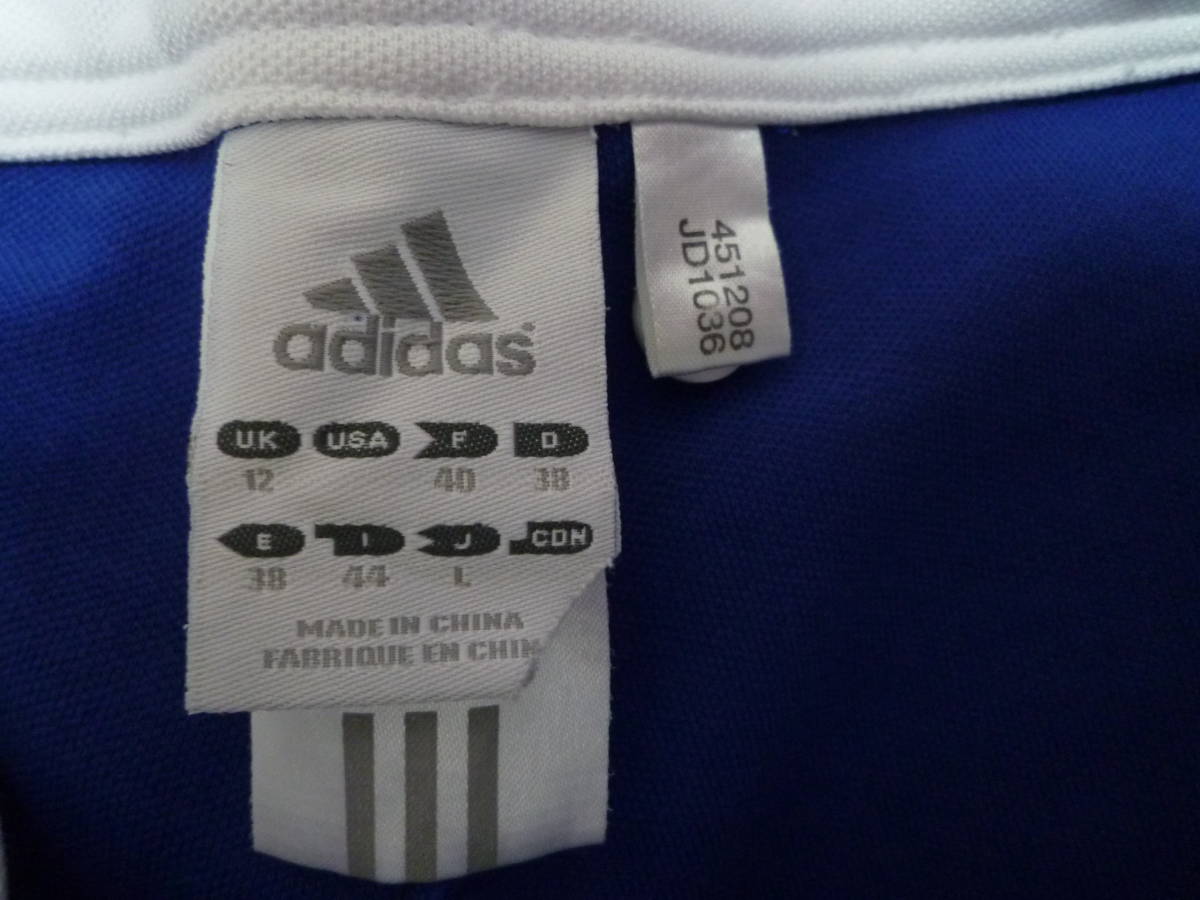 adidas
UK USA F D
12 40 38
E I J CDN
38 44 L
MADE IN CHINA
FABRIQUE EN CHIN
451208
JD1036